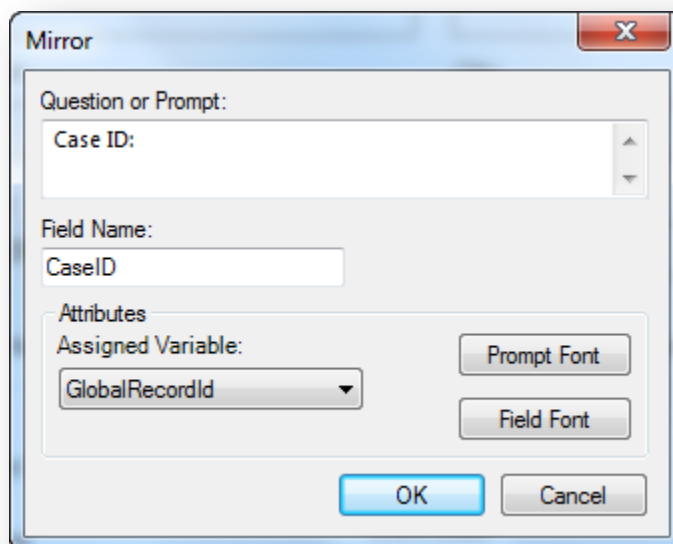 Mirror
Question or Prompt:
Case ID:
Field Name:
CaseID
Attributes
Assigned Variable:
GlobalRecordId
Prompt Font
Field Font
OK
Cancel